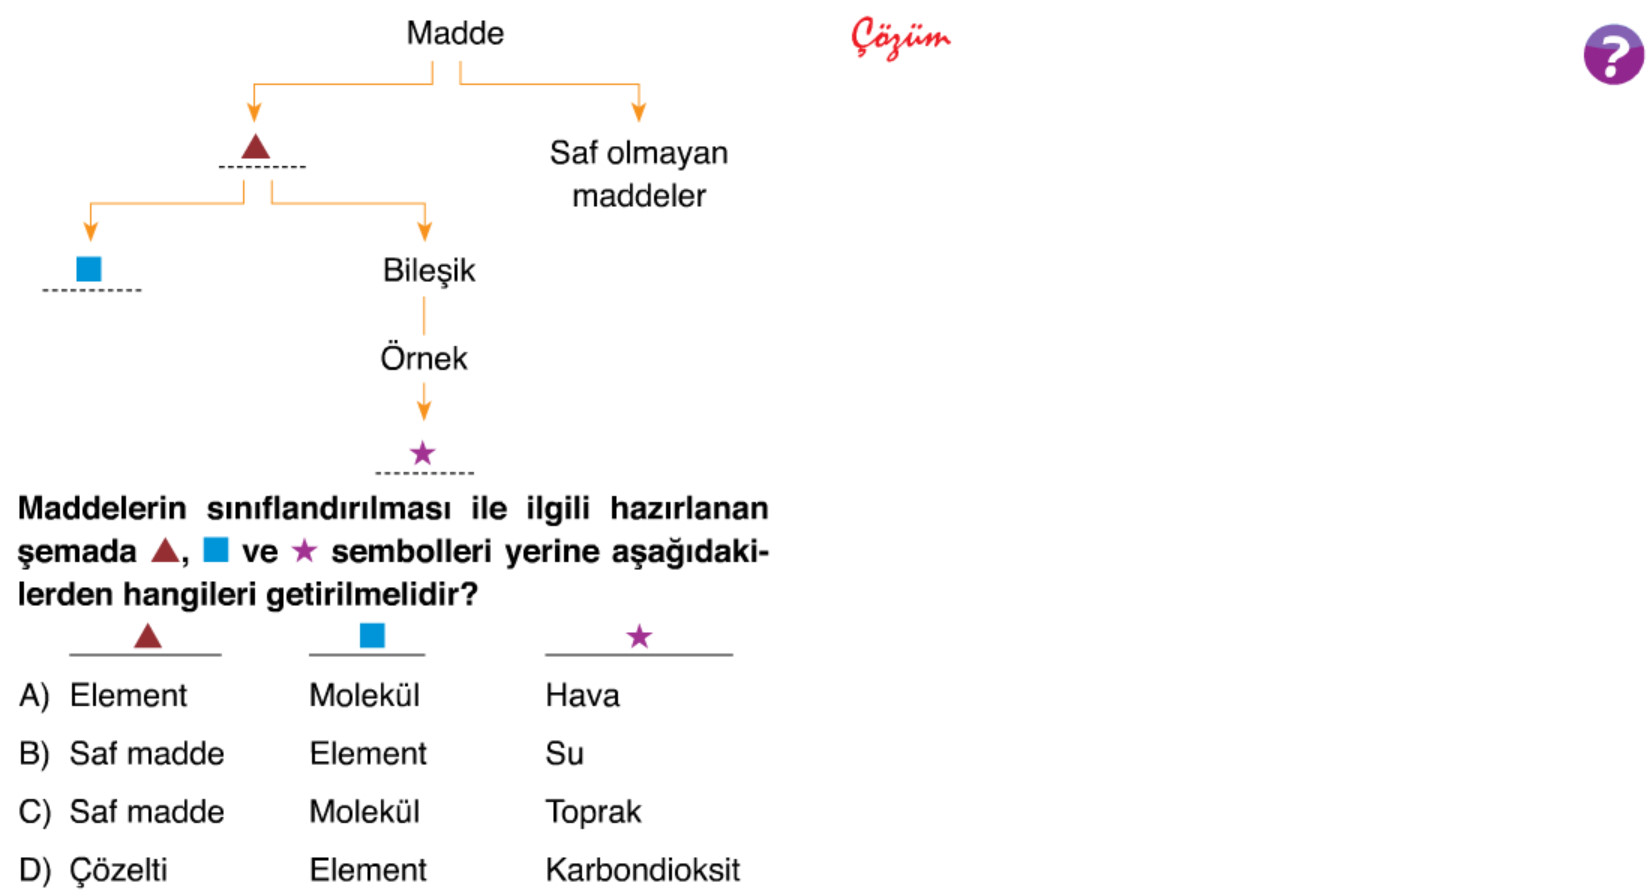 Madde
Çözüm
?
Saf olmayan
maddeler
Bileşik
Örnek
Maddelerin sınıflandırılması ile ilgili hazırlanan
şemada ▲, ■ ve ★ sembolleri yerine aşağıdaki-
lerden hangileri getirilmelidir?
▲ ■ ★
A) Element Molekül Hava
B) Saf madde Element Su
C) Saf madde Molekül Toprak
D) Çözelti Element Karbondioksit